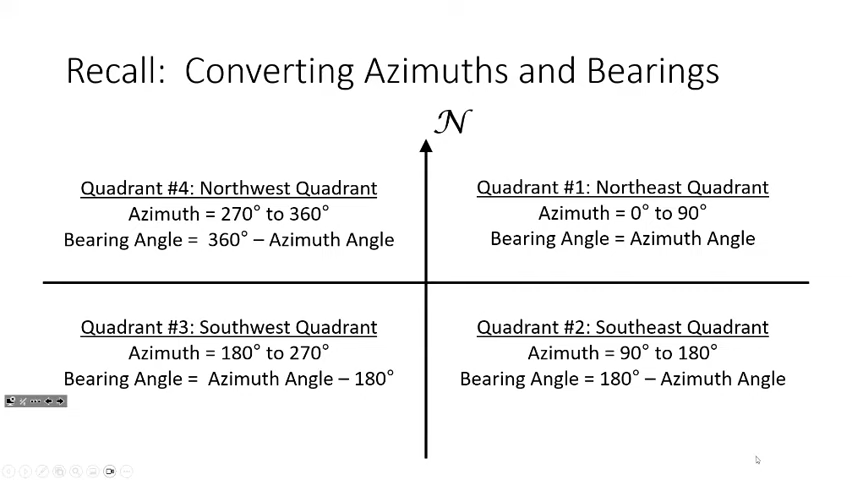 Recall:  Converting Azimuths and Bearings
N
Quadrant #4: Northwest Quadrant
Azimuth = 270° to 360°
Bearing Angle =  360° – Azimuth Angle
Quadrant #1: Northeast Quadrant
Azimuth = 0° to 90°
Bearing Angle = Azimuth Angle
Quadrant #3: Southwest Quadrant
Azimuth = 180° to 270°
Bearing Angle =  Azimuth Angle – 180°
Quadrant #2: Southeast Quadrant
Azimuth = 90° to 180°
Bearing Angle = 180° – Azimuth Angle